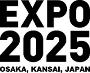 EXPO
2025
OSAKA, KANSAI, JAPAN